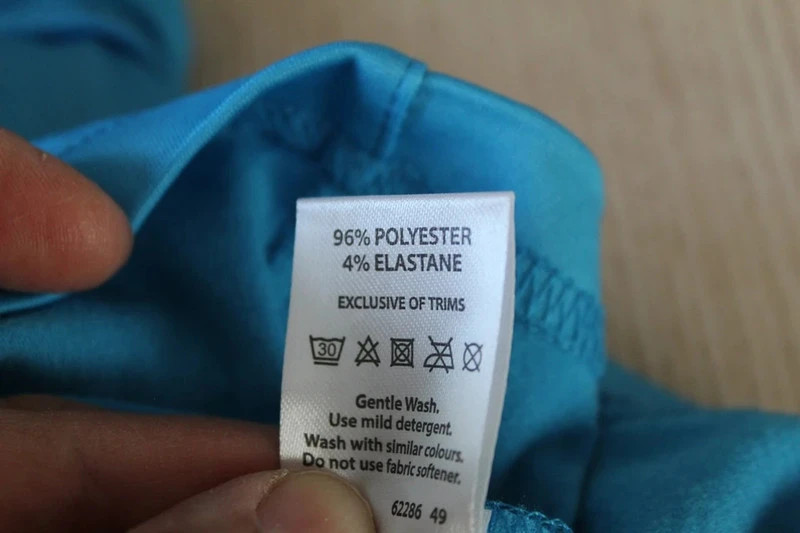 96% POLYESTER
4% ELASTANE
EXCLUSIVE OF TRIMS
30
Gentle Wash.
Use mild detergent.
Wash with similar colours.
Do not use fabric softener.
62286 49